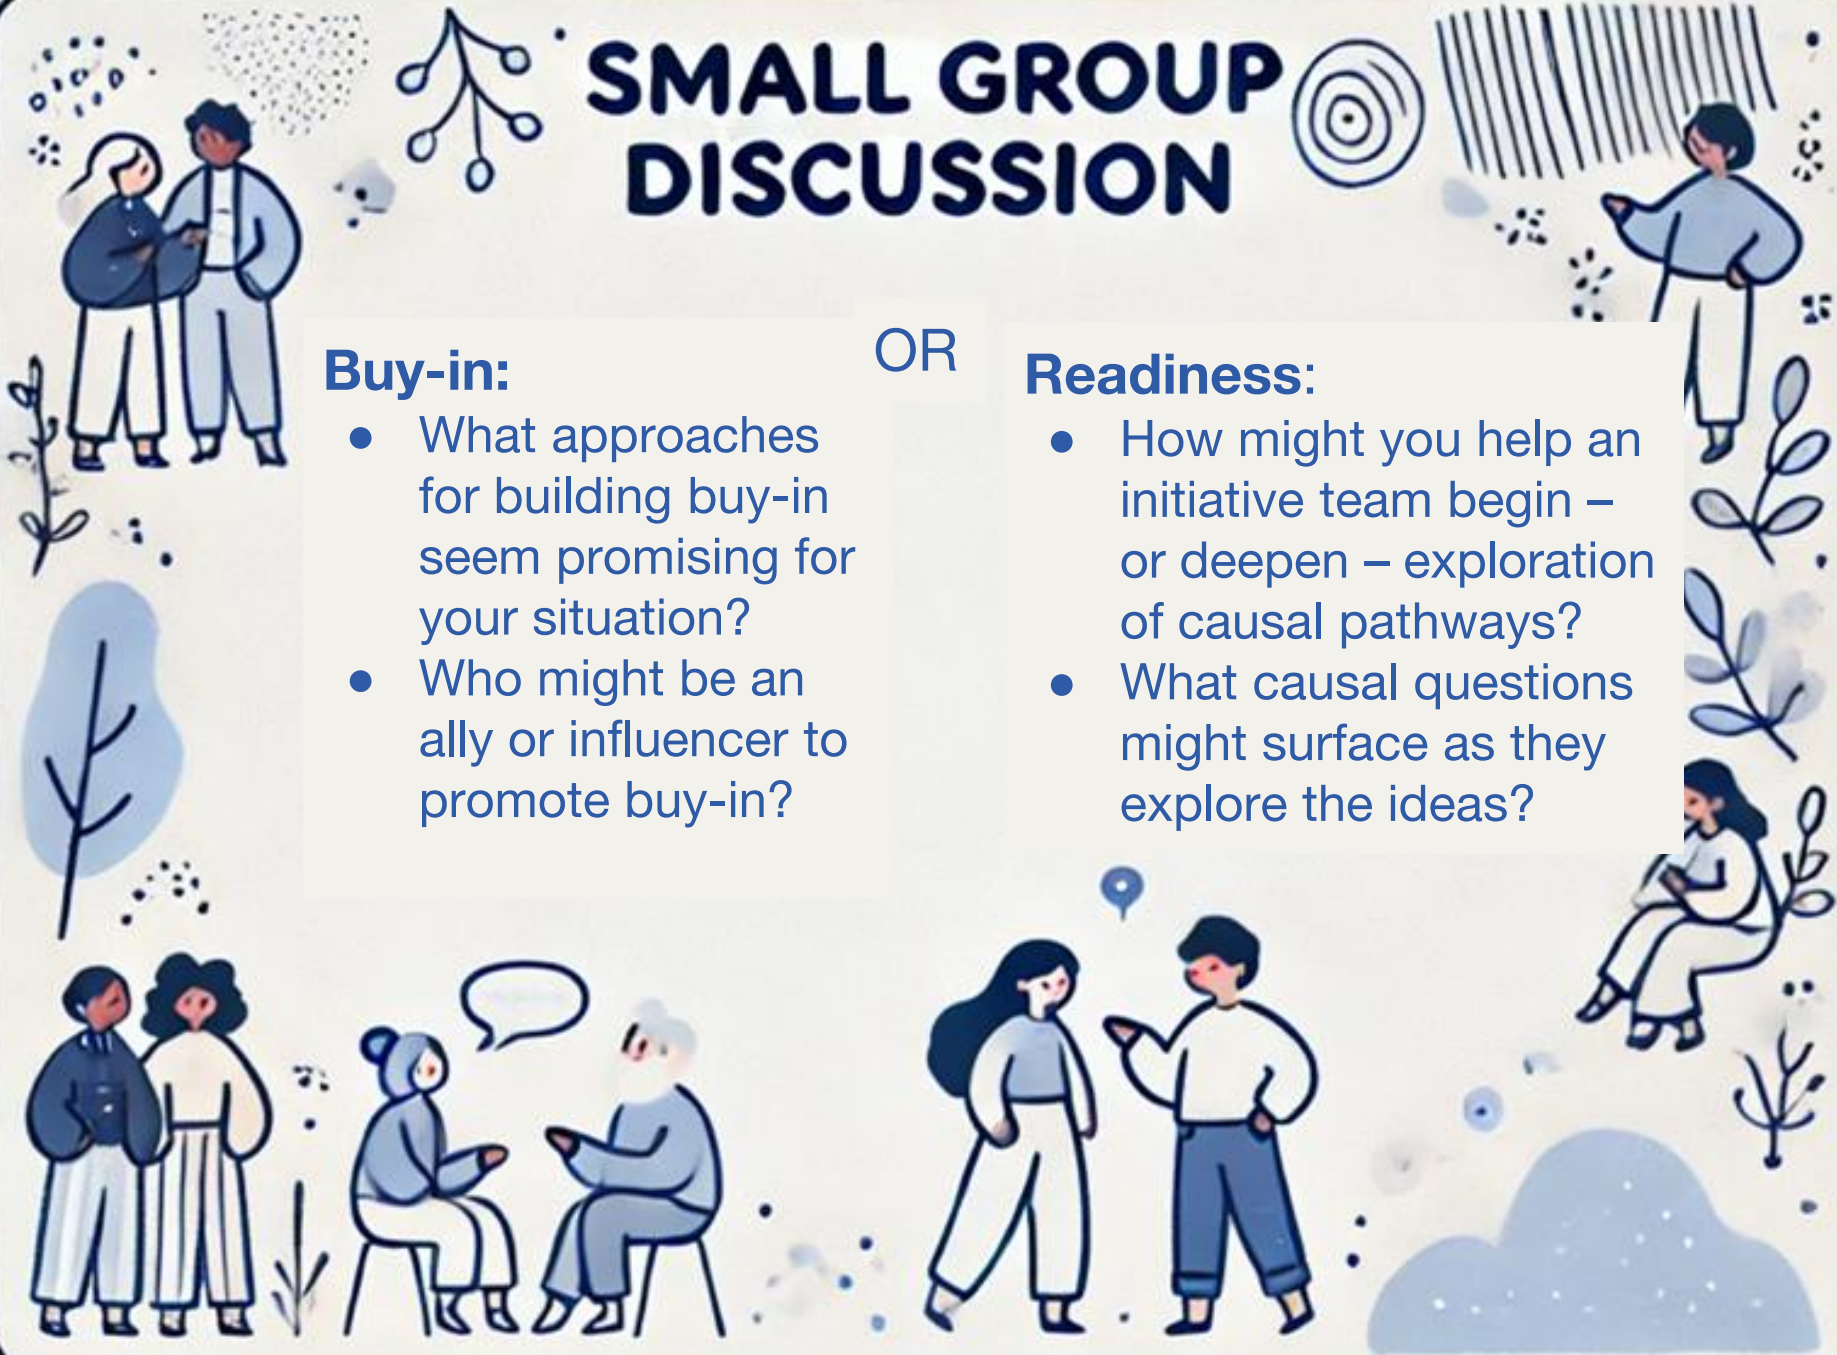 SMALL GROUP
DISCUSSION
OR
Buy-in:
● What approaches
for building buy-in
seem promising for
your situation?
● Who might be an
ally or influencer to
promote buy-in?
Readiness:
● How might you help an
initiative team begin –
or deepen – exploration
of causal pathways?
● What causal questions
might surface as they
explore the ideas?